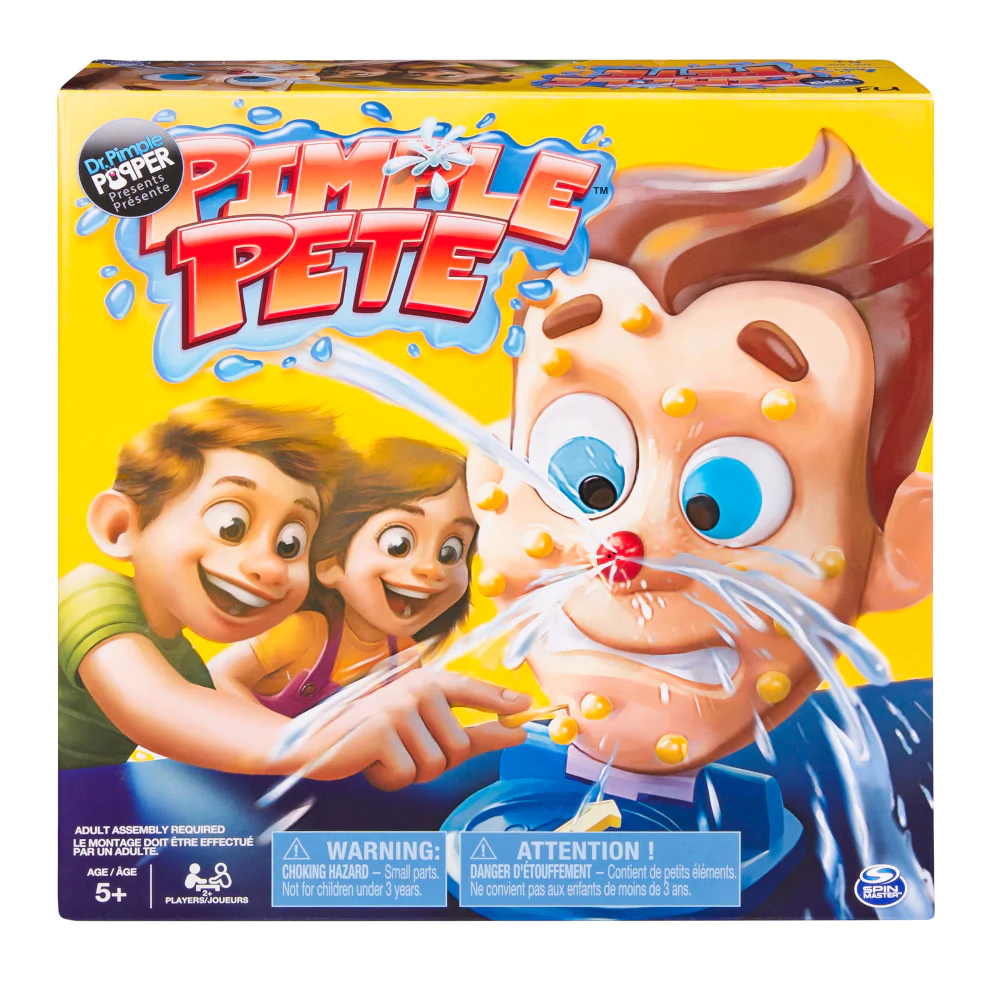 Dr. Pimple
POPPER
Presents
Présente
PIMPLE
PETE
TM
ADULT ASSEMBLY REQUIRED
LE MONTAGE DOIT ÊTRE EFFECTUÉ
PAR UN ADULTE.
AGE / ÂGE
5+
2+
PLAYERS/JOUEURS
WARNING:
CHOKING HAZARD – Small parts.
Not for children under 3 years.
ATTENTION !
DANGER D'ÉTOUFFEMENT – Contient de petits éléments.
Ne convient pas aux enfants de moins de 3 ans.
SPIN
MASTER